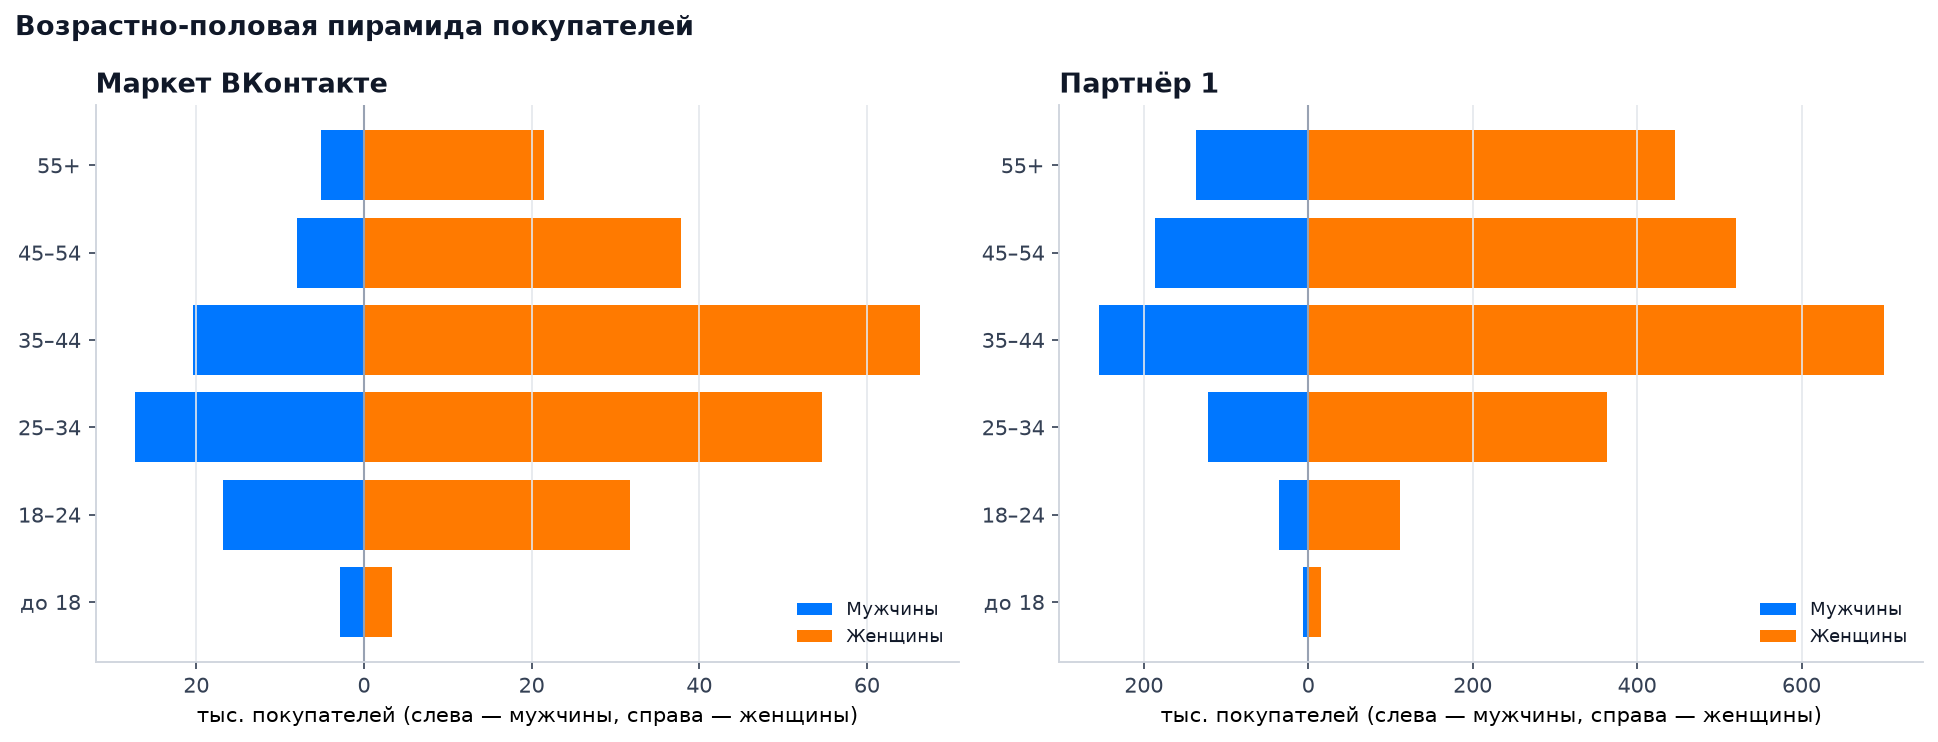 Возрастно-половая пирамида покупателей
Маркет ВКонтакте
55+
45–54
35–44
25–34
18–24
до 18
Мужчины
Женщины
20 0 20 40 60
тыс. покупателей (слева — мужчины, справа — женщины)
Партнёр 1
55+
45–54
35–44
25–34
18–24
до 18
Мужчины
Женщины
200 0 200 400 600
тыс. покупателей (слева — мужчины, справа — женщины)